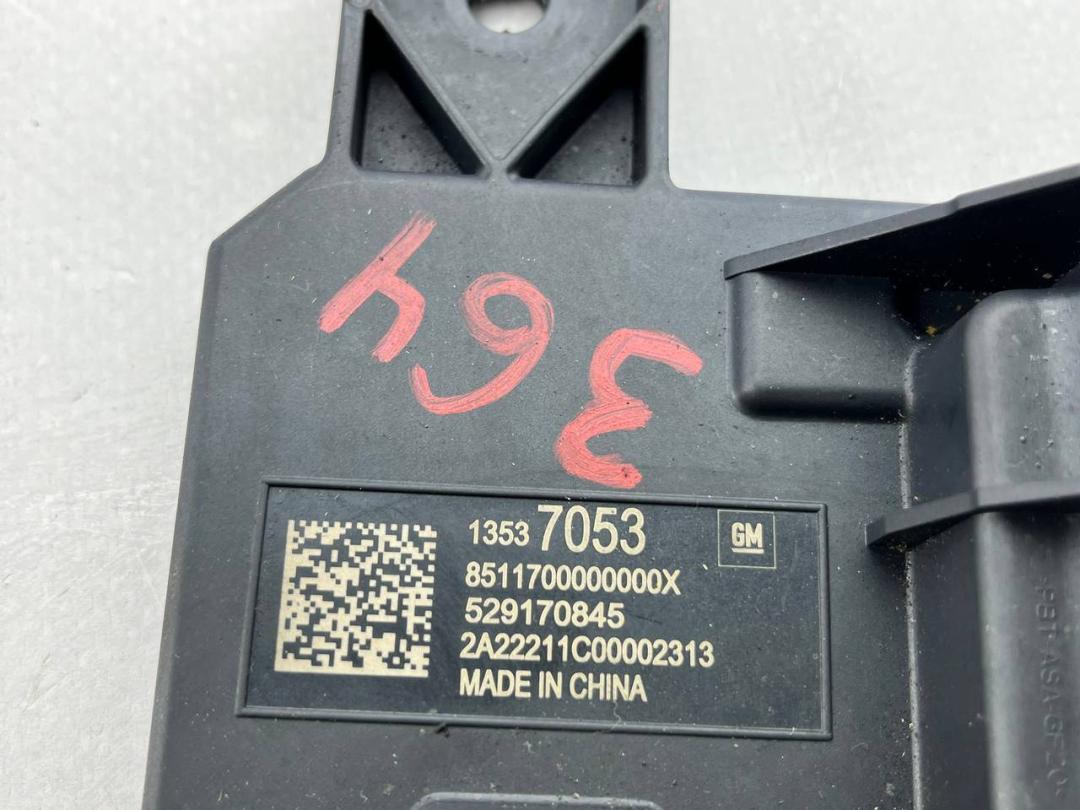 364
1353 7053
GM
8511700000000X
529170845
2A22211C00002313
MADE IN CHINA